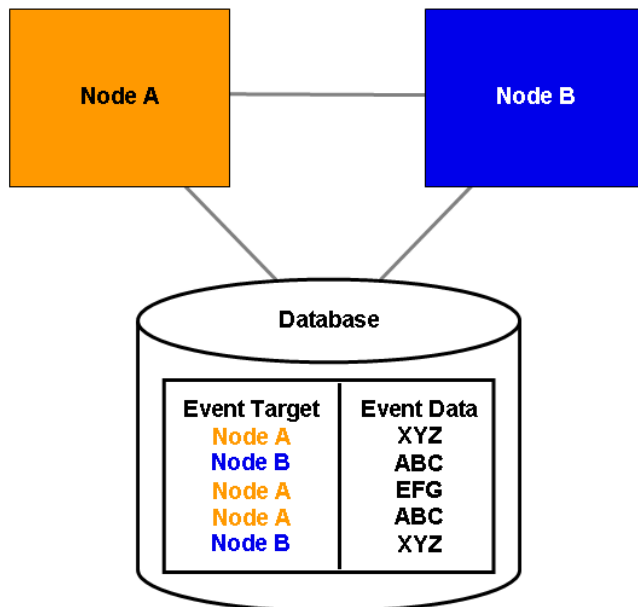 Node A
Node B
Database
Event Target Event Data
Node A XYZ
Node B ABC
Node A EFG
Node A ABC
Node B XYZ